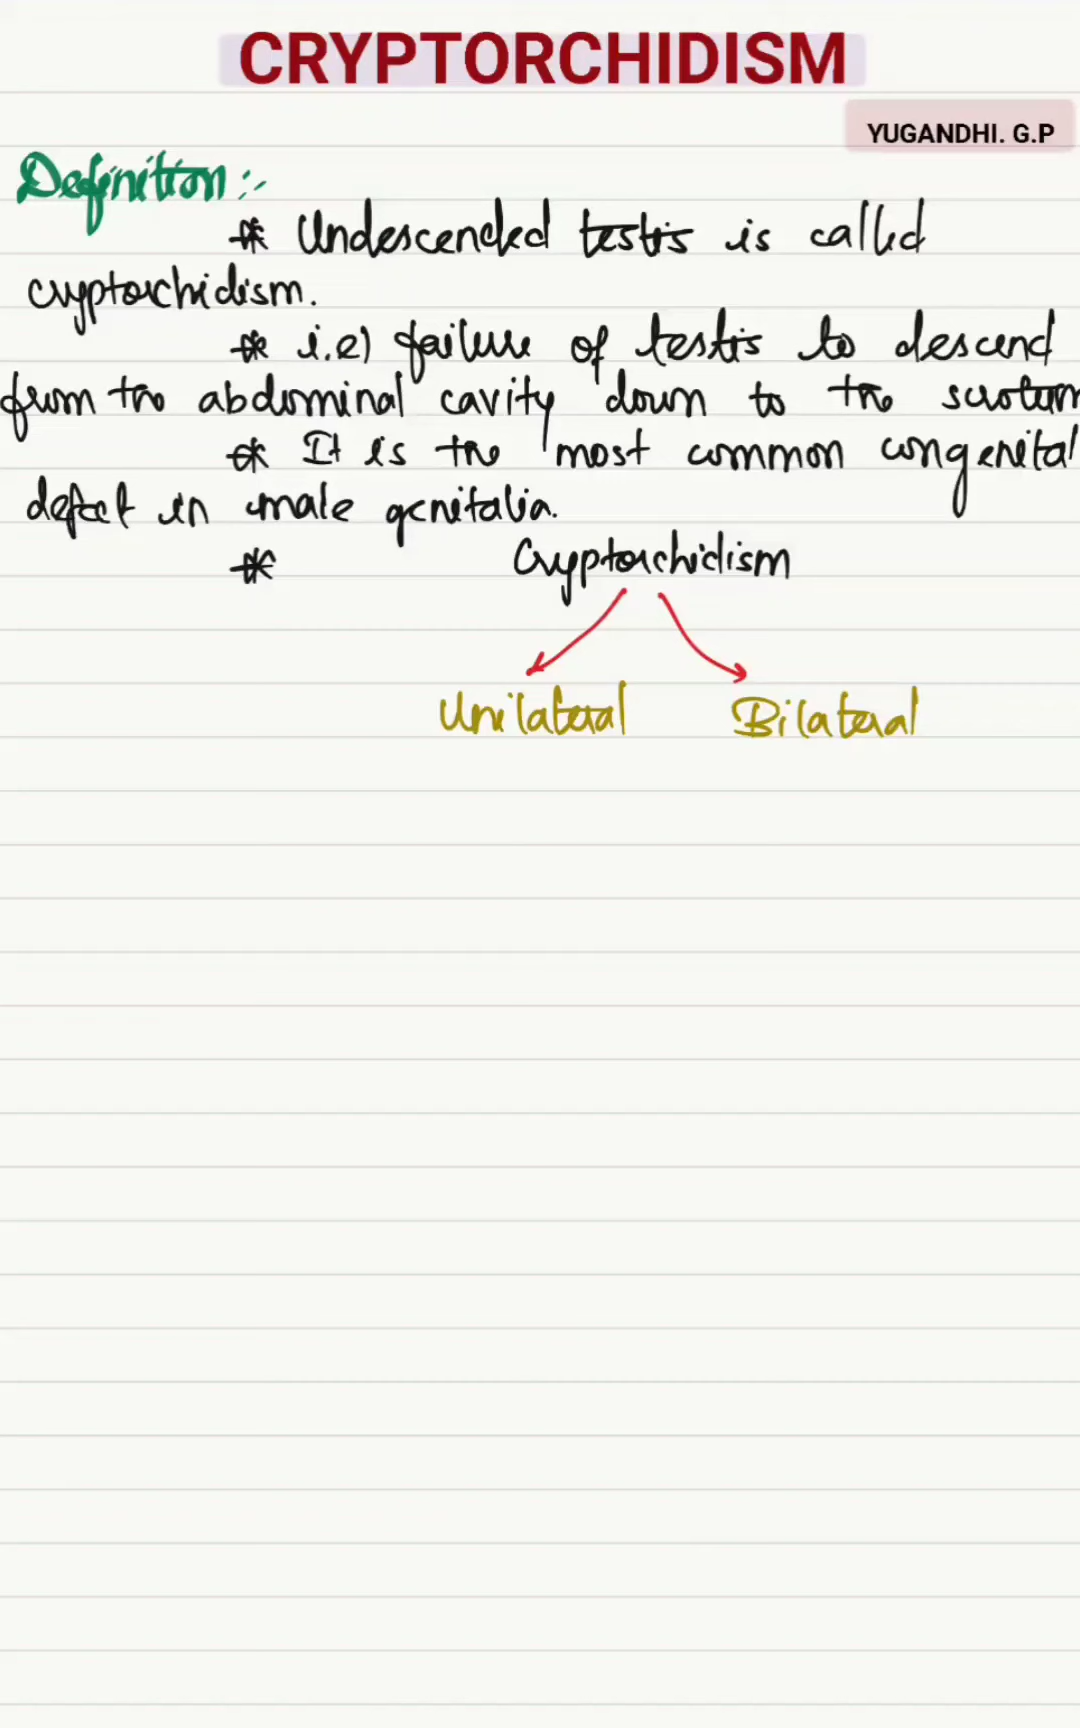 CRYPTORCHIDISM
YUGANDHI. G.P
Definition :-
* Undescended testis is called
cryptorchidism.
* i.e) failure of testis to descend
from the abdominal cavity down to the scrotum
* It is the most common congenital
defect in male genitalia.
* Cryptorchidism
Unilateral Bilateral